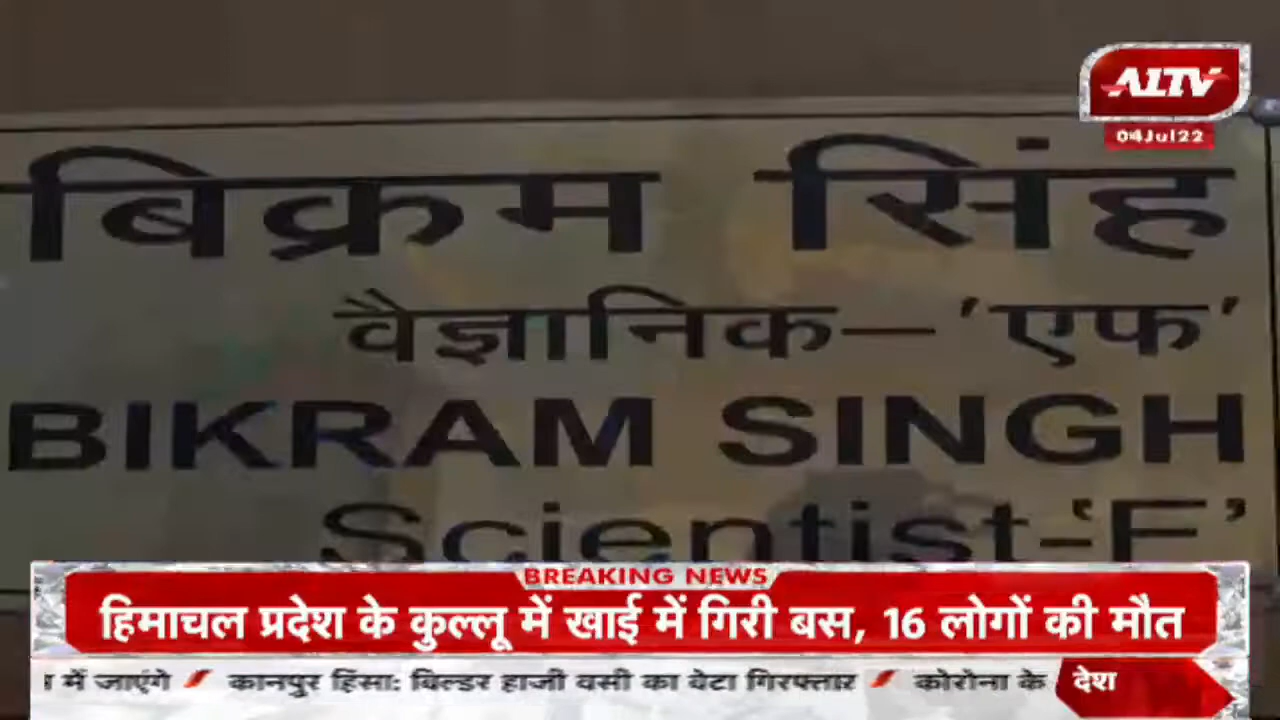 ALTV
04Jul22
बिक्रम सिंह
वैज्ञानिक–'एफ'
BIKRAM SINGH
Scientist-'F'
BREAKING NEWS
हिमाचल प्रदेश के कुल्लू में खाई में गिरी बस, 16 लोगों की मौत
में जाएंगे कानपुर हिंसा: बिल्डर हाजी वसी का बेटा गिरफ्तार कोरोना के देश